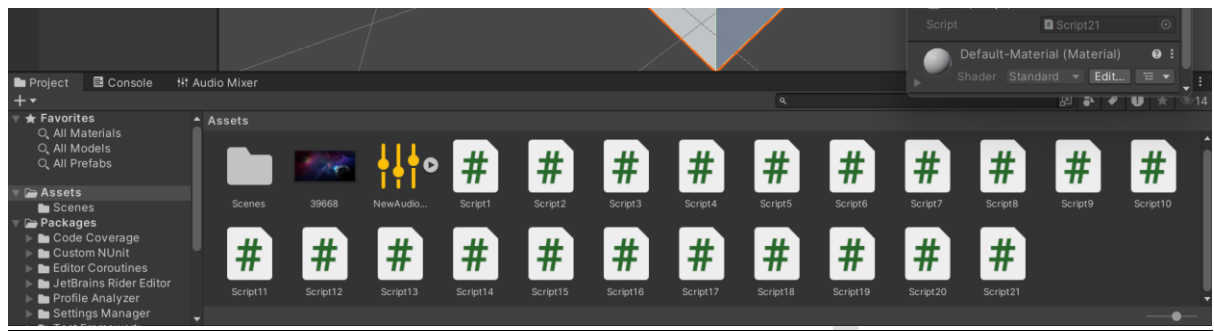 Script Script21
Default-Material (Material)
Shader Standard Edit...
Project Console Audio Mixer
14
Favorites
All Materials
All Models
All Prefabs
Assets
Scenes
Packages
Code Coverage
Custom NUnit
Editor Coroutines
JetBrains Rider Editor
Profile Analyzer
Settings Manager
Assets
Scenes 39668 NewAudio... Script1 Script2 Script3 Script4 Script5 Script6 Script7 Script8 Script9 Script10
Script11 Script12 Script13 Script14 Script15 Script16 Script17 Script18 Script19 Script20 Script21